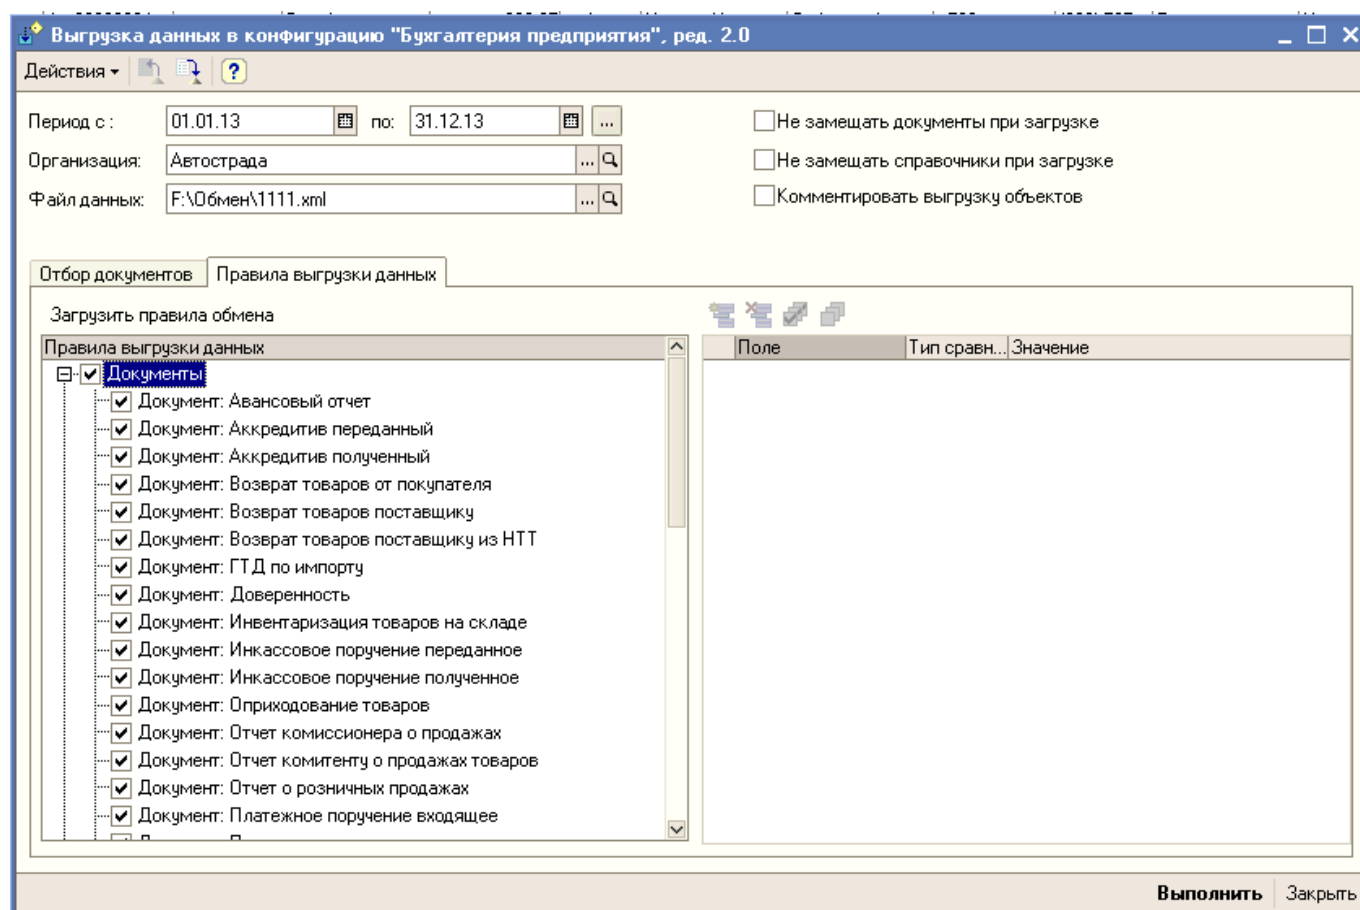 Выгрузка данных в конфигурацию "Бухгалтерия предприятия", ред. 2.0
Действия
Период с : 01.01.13 по: 31.12.13 ...
Не замещать документы при загрузке
Организация: Автострада ...
Не замещать справочники при загрузке
Файл данных: F:\Обмен\1111.xml ...
Комментировать выгрузку объектов
Отбор документов Правила выгрузки данных
Загрузить правила обмена
Правила выгрузки данных
Поле Тип сравн... Значение
Документы
Документ: Авансовый отчет
Документ: Аккредитив переданный
Документ: Аккредитив полученный
Документ: Возврат товаров от покупателя
Документ: Возврат товаров поставщику
Документ: Возврат товаров поставщику из НТТ
Документ: ГТД по импорту
Документ: Доверенность
Документ: Инвентаризация товаров на складе
Документ: Инкассовое поручение переданное
Документ: Инкассовое поручение полученное
Документ: Оприходование товаров
Документ: Отчет комиссионера о продажах
Документ: Отчет комитенту о продажах товаров
Документ: Отчет о розничных продажах
Документ: Платежное поручение входящее
Выполнить Закрыть